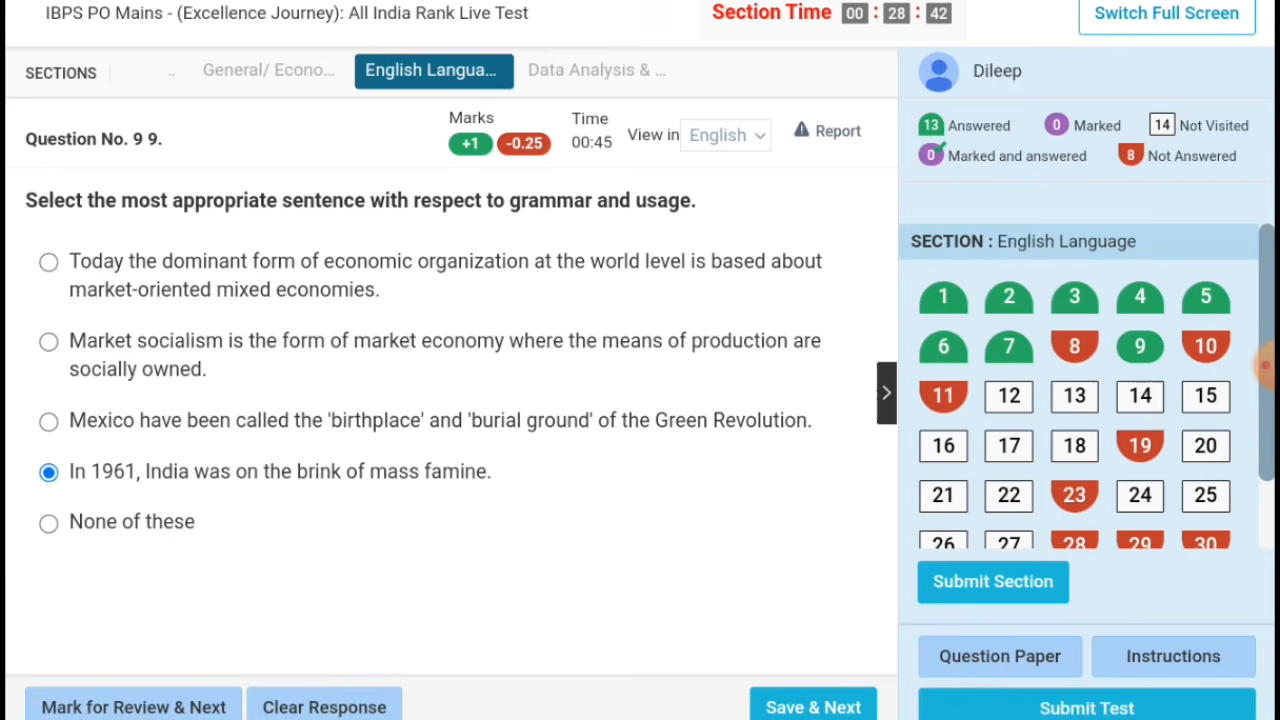 IBPS PO Mains - (Excellence Journey): All India Rank Live Test
Section Time 00 : 28 : 42
Switch Full Screen
SECTIONS
..
General/ Econo...
English Langua...
Data Analysis & ...
Dileep
Question No. 9 9.
Marks
+1 -0.25
Time
00:45
View in English
Report
13 Answered
0 Marked
14 Not Visited
0 Marked and answered
8 Not Answered
Select the most appropriate sentence with respect to grammar and usage.
Today the dominant form of economic organization at the world level is based about
market-oriented mixed economies.
Market socialism is the form of market economy where the means of production are
socially owned.
Mexico have been called the 'birthplace' and 'burial ground' of the Green Revolution.
In 1961, India was on the brink of mass famine.
None of these
SECTION : English Language
1 2 3 4 5
6 7 8 9 10
11 12 13 14 15
16 17 18 19 20
21 22 23 24 25
26 27 28 29 30
Submit Section
Question Paper
Instructions
Mark for Review & Next
Clear Response
Save & Next
Submit Test